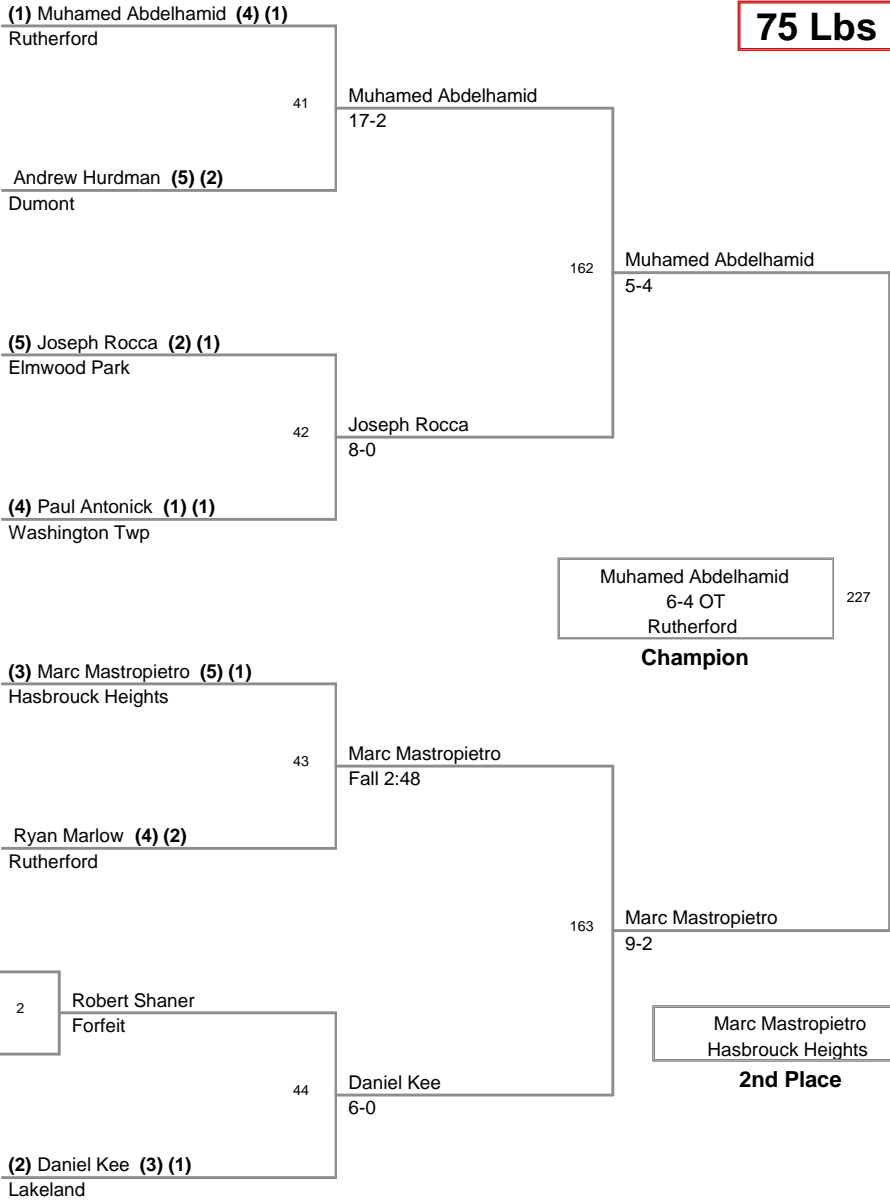 (1) Muhamed Abdelhamid (4) (1)
Rutherford
75 Lbs
41
Muhamed Abdelhamid
17-2
Andrew Hurdman (5) (2)
Dumont
162
Muhamed Abdelhamid
5-4
(5) Joseph Rocca (2) (1)
Elmwood Park
42
Joseph Rocca
8-0
(4) Paul Antonick (1) (1)
Washington Twp
Muhamed Abdelhamid
6-4 OT
Rutherford
227
Champion
(3) Marc Mastropietro (5) (1)
Hasbrouck Heights
43
Marc Mastropietro
Fall 2:48
Ryan Marlow (4) (2)
Rutherford
163
Marc Mastropietro
9-2
2
Robert Shaner
Forfeit
Marc Mastropietro
Hasbrouck Heights
2nd Place
44
Daniel Kee
6-0
(2) Daniel Kee (3) (1)
Lakeland